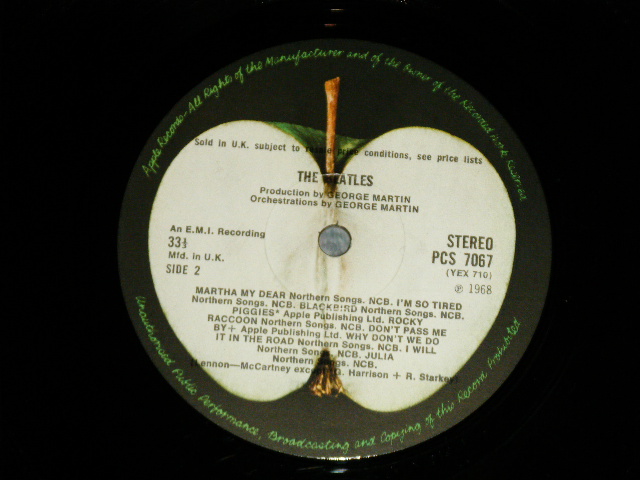 Apple Records-All Rights of the Manufacturer and of the Owner of the Recorded Work Reserved
Sold in U.K. subject to resale price conditions, see price lists
THE BEATLES
Production by GEORGE MARTIN
Orchestrations by GEORGE MARTIN
An E.M.I. Recording
33⅓
Mfd. in U.K.
SIDE 2
STEREO
PCS 7067
(YEX 710)
℗ 1968
MARTHA MY DEAR Northern Songs. NCB. I'M SO TIRED
Northern Songs. NCB. BLACKBIRD Northern Songs. NCB.
PIGGIES* Apple Publishing Ltd. ROCKY
RACCOON Northern Songs. NCB. DON'T PASS ME
BY+ Apple Publishing Ltd. WHY DON'T WE DO
IT IN THE ROAD Northern Songs. NCB. I WILL
Northern Songs. NCB. JULIA
Northern Songs. NCB.
(Lennon—McCartney except *G. Harrison + R. Starkey)
Unauthorised Public Performance, Broadcasting and Copying of this Record Prohibited